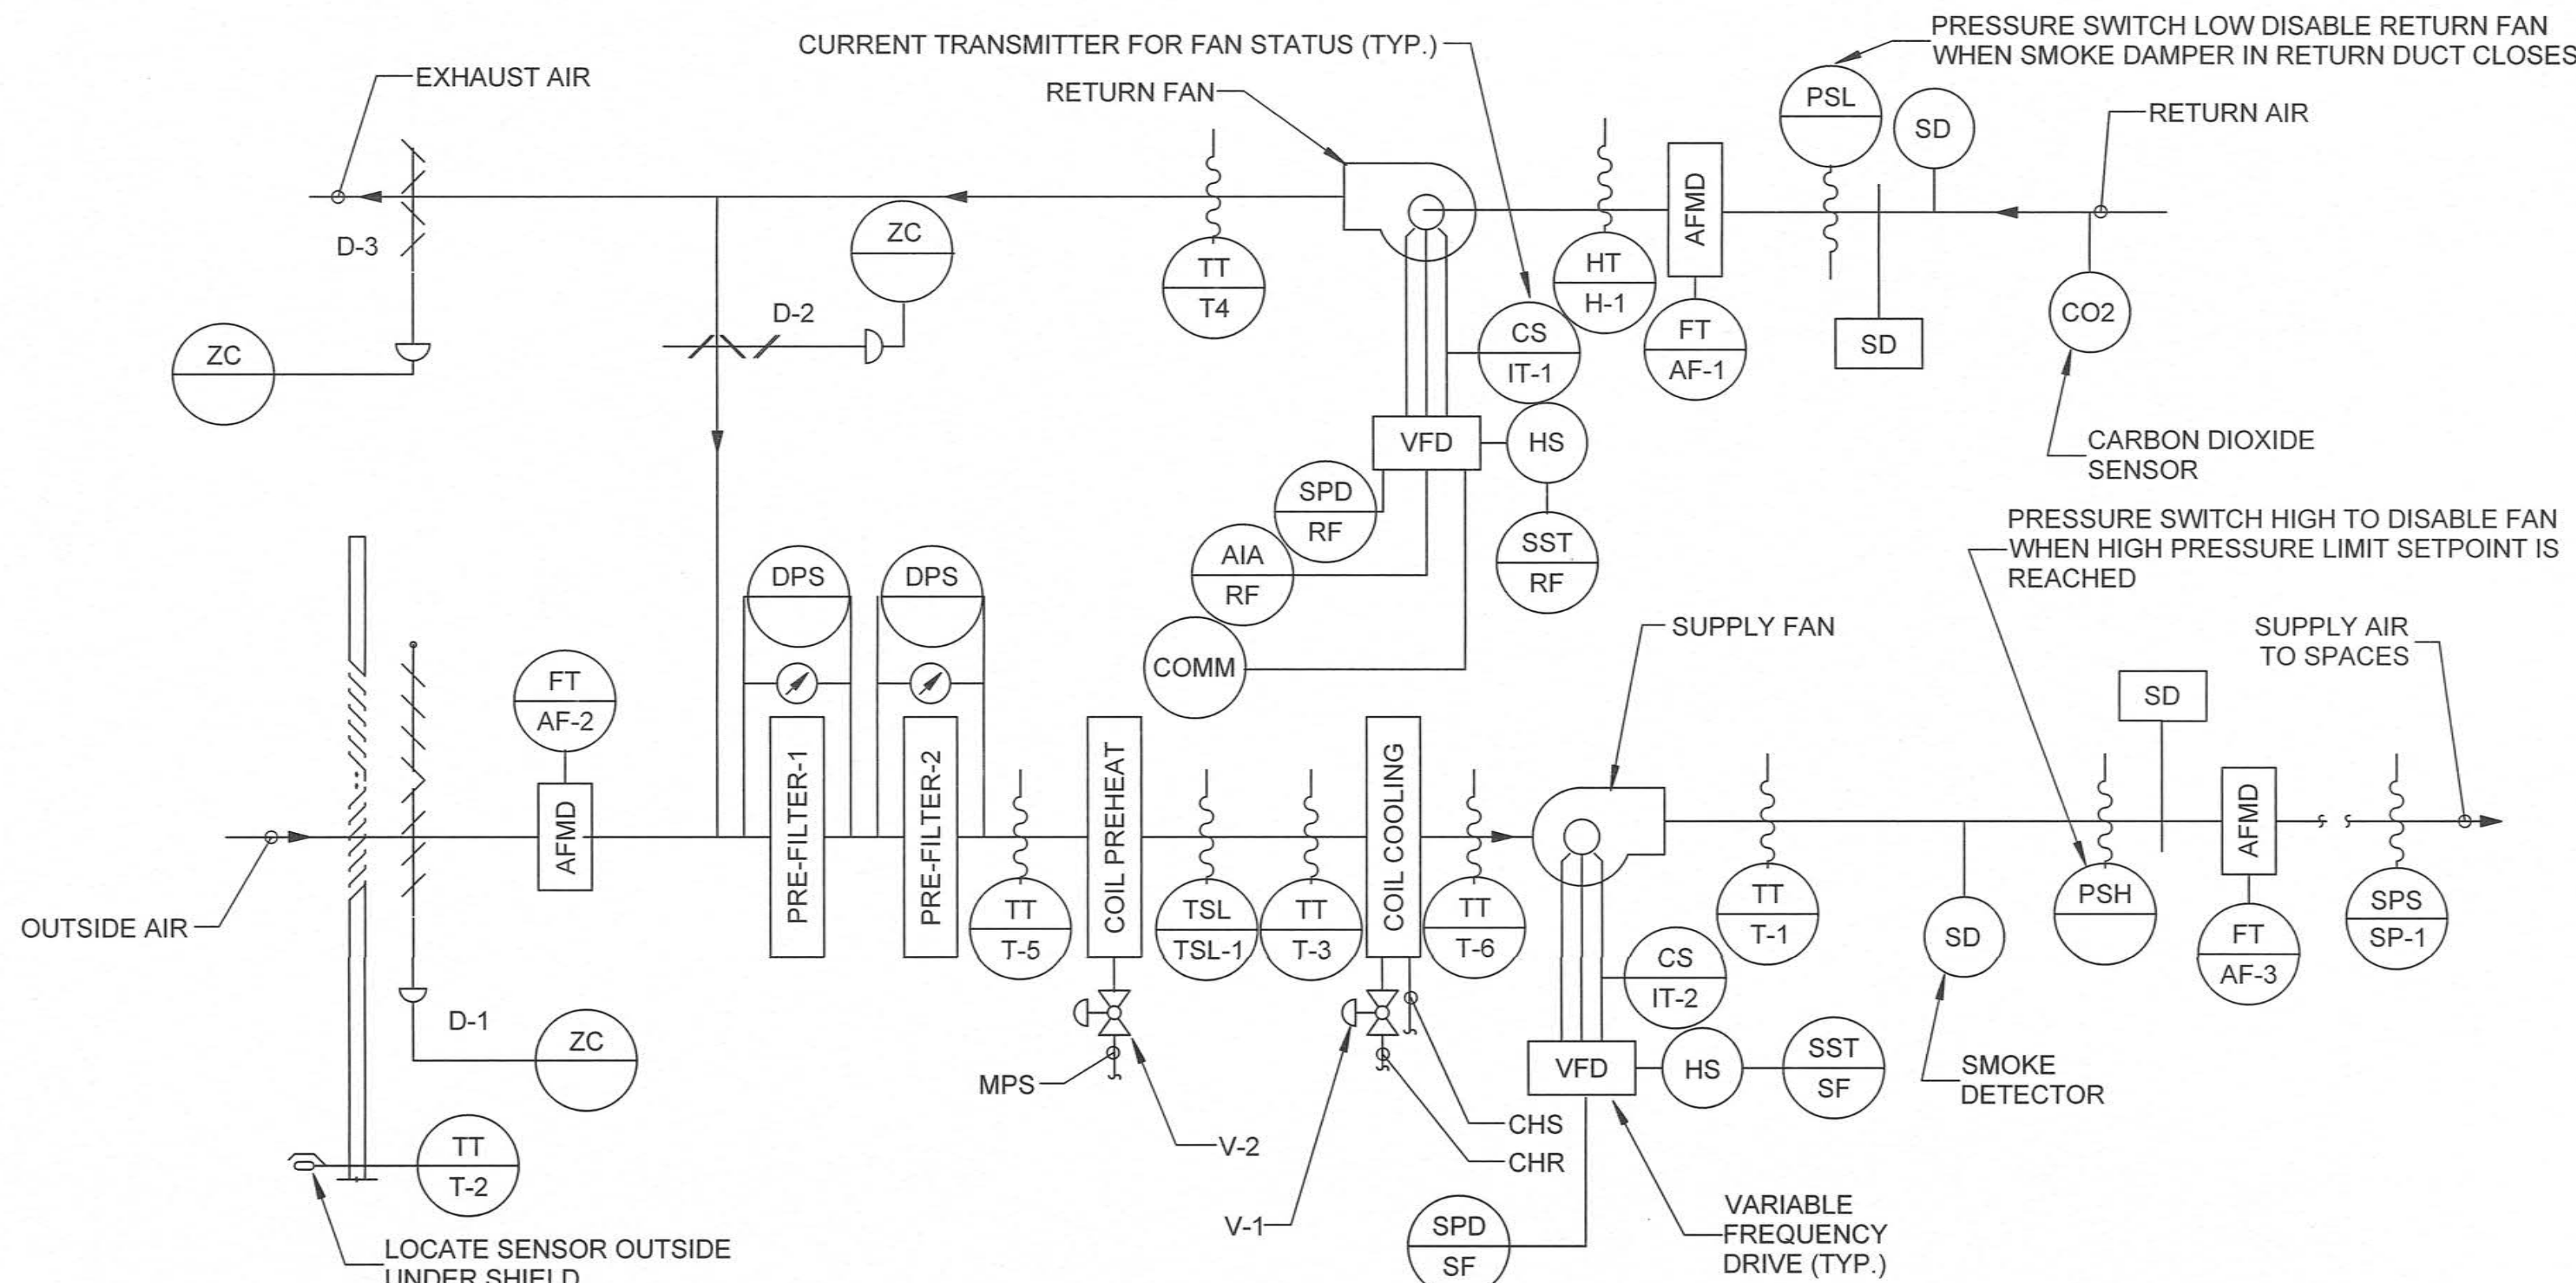 PRESSURE SWITCH LOW DISABLE RETURN FAN
WHEN SMOKE DAMPER IN RETURN DUCT CLOSES
CURRENT TRANSMITTER FOR FAN STATUS (TYP.)
EXHAUST AIR
RETURN FAN
PSL
SD
RETURN AIR
D-3
ZC
D-2
ZC
TT
T4
HT
H-1
AFMD
FT
AF-1
CS
IT-1
SD
CO2
CARBON DIOXIDE
SENSOR
VFD
HS
SPD
RF
AIA
RF
SST
RF
COMM
PRESSURE SWITCH HIGH TO DISABLE FAN
WHEN HIGH PRESSURE LIMIT SETPOINT IS
REACHED
DPS
DPS
SUPPLY FAN
SUPPLY AIR
TO SPACES
FT
AF-2
AFMD
PRE-FILTER-1
PRE-FILTER-2
COIL PREHEAT
COIL COOLING
SD
AFMD
OUTSIDE AIR
TT
T-5
TSL
TSL-1
TT
T-3
TT
T-6
TT
T-1
SD
PSH
FT
AF-3
SPS
SP-1
CS
IT-2
D-1
ZC
MPS
V-2
VFD
HS
SST
SF
SMOKE
DETECTOR
CHS
CHR
V-1
TT
T-2
SPD
SF
VARIABLE
FREQUENCY
DRIVE (TYP.)
LOCATE SENSOR OUTSIDE
UNDER SHIELD